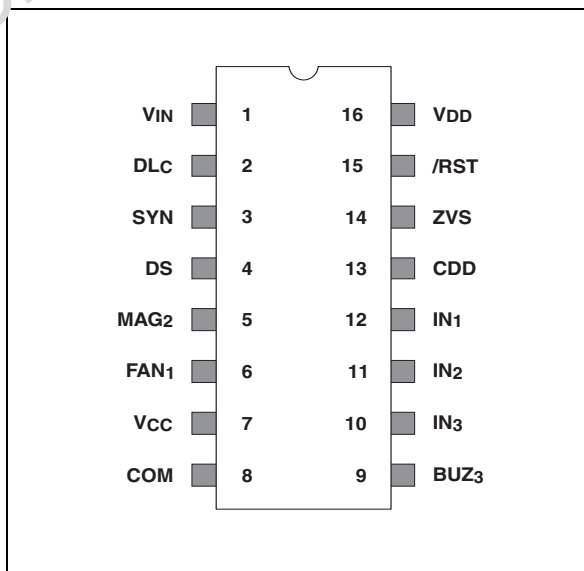 VIN 1 16 VDD
DLC 2 15 /RST
SYN 3 14 ZVS
DS 4 13 CDD
MAG2 5 12 IN1
FAN1 6 11 IN2
VCC 7 10 IN3
COM 8 9 BUZ3